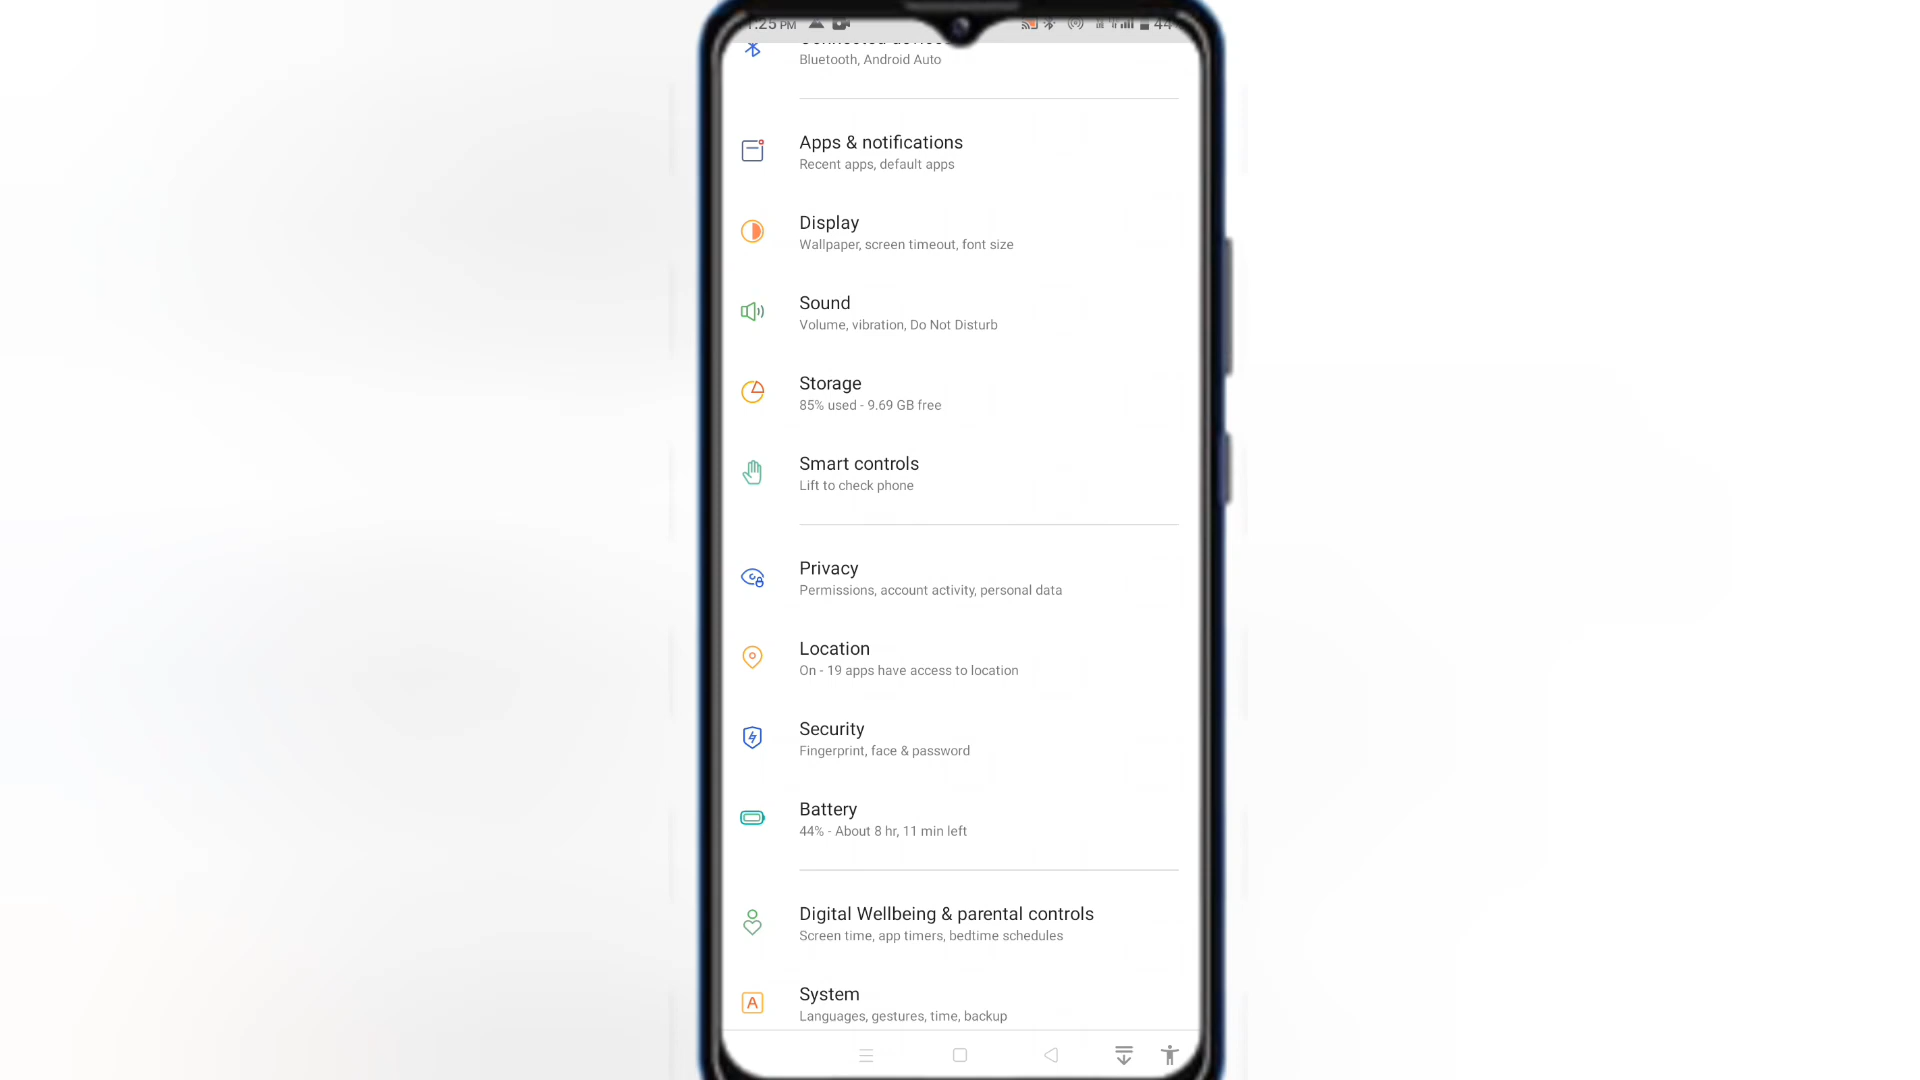 :25 PM
44
Bluetooth, Android Auto
Apps & notifications
Recent apps, default apps
Display
Wallpaper, screen timeout, font size
Sound
Volume, vibration, Do Not Disturb
Storage
85% used - 9.69 GB free
Smart controls
Lift to check phone
Privacy
Permissions, account activity, personal data
Location
On - 19 apps have access to location
Security
Fingerprint, face & password
Battery
44% - About 8 hr, 11 min left
Digital Wellbeing & parental controls
Screen time, app timers, bedtime schedules
System
Languages, gestures, time, backup